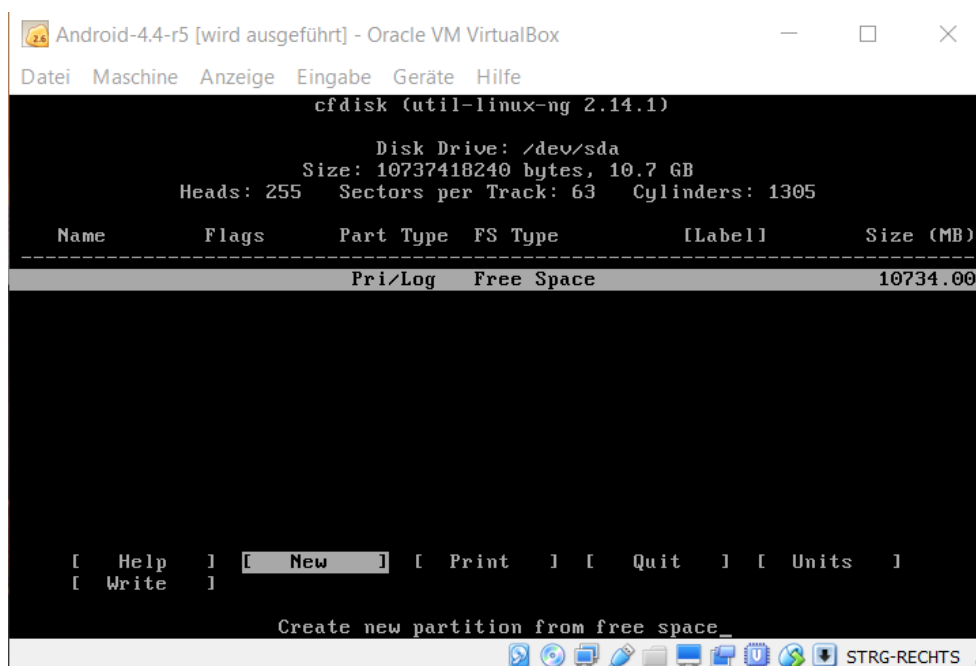 Android-4.4-r5 [wird ausgeführt] - Oracle VM VirtualBox
Datei Maschine Anzeige Eingabe Geräte Hilfe
cfdisk (util-linux-ng 2.14.1)
Disk Drive: /dev/sda
Size: 10737418240 bytes, 10.7 GB
Heads: 255 Sectors per Track: 63 Cylinders: 1305
Name Flags Part Type FS Type [Label] Size (MB)
Pri/Log Free Space 10734.00
[ Help ] [ New ] [ Print ] [ Quit ] [ Units ]
[ Write ]
Create new partition from free space_
STRG-RECHTS